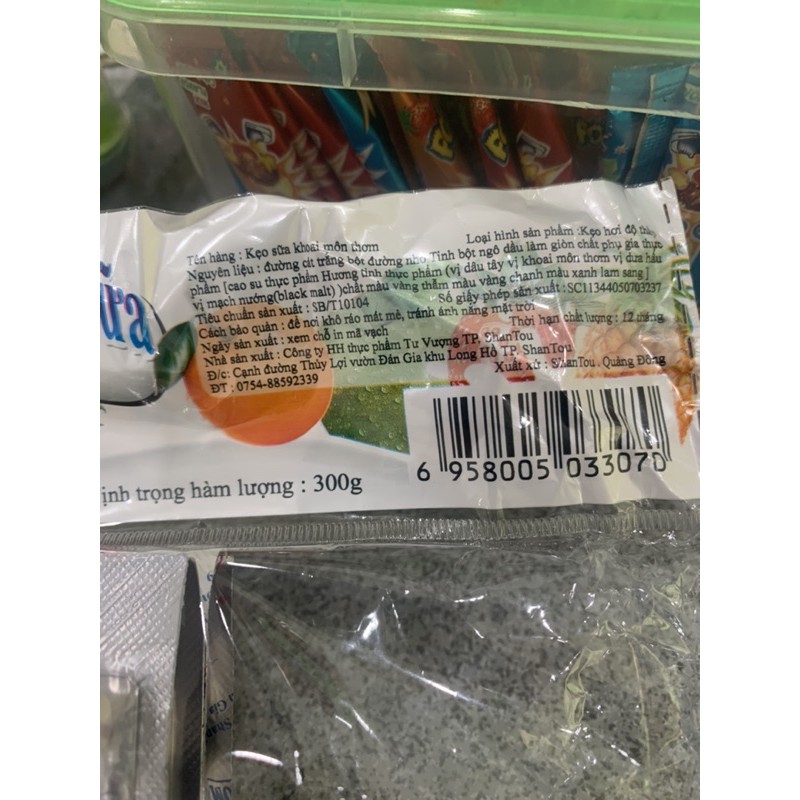 Tên hàng : Kẹo sữa khoai môn thơm
Loại hình sản phẩm :Kẹo hơi độ
Nguyên liệu : đường cít trắng bột đường nho Tinh bột ngô dầu làm giòn chất phụ gia thực
phẩm [cao su thực phẩm Hương tinh thực phẩm (vị dâu tây vị khoai môn thơm vị dưa hấu
vị mạch nướng(black malt) )chất màu vàng thẫm màu vàng chanh màu xanh lam sang ]
Tiêu chuẩn sản xuất : SB/T10104
Số giấy phép sản xuất :SC11344050703237
Cách bảo quản : để nơi khô ráo mát mẻ, tránh ánh nắng mặt trời
Ngày sản xuất : xem chỗ in mã vạch
Thời hạn chất lượng : 12 tháng
Nhà sản xuất : Công ty HH thực phẩm Tư Vượng TP. ShanTou
Đ/c: Cạnh đường Thủy Lợi vườn Đán Gia khu Long Hồ TP. ShanTou
Xuất xứ : ShanTou . Quảng Đông
ĐT : 0754-88592339
ữa
ịnh trọng hàm lượng : 300g
6 958005 033070